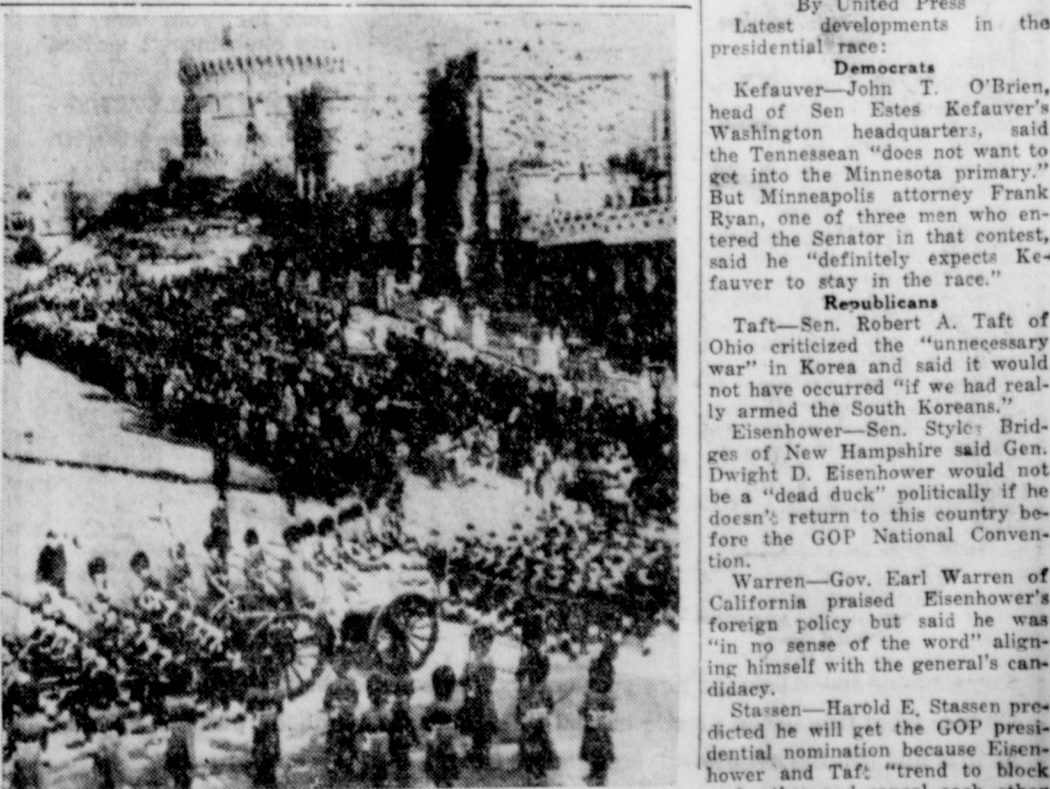 By United Press
Latest developments in the
presidential race:
Democrats
Kefauver—John T. O'Brien,
head of Sen Estes Kefauver's
Washington headquarters, said
the Tennessean "does not want to
get into the Minnesota primary."
But Minneapolis attorney Frank
Ryan, one of three men who en-
tered the Senator in that contest,
said he "definitely expects Ke-
fauver to stay in the race."
Republicans
Taft—Sen. Robert A. Taft of
Ohio criticized the "unnecessary
war" in Korea and said it would
not have occurred "if we had real-
ly armed the South Koreans."
Eisenhower—Sen. Styles Brid-
ges of New Hampshire said Gen.
Dwight D. Eisenhower would not
be a "dead duck" politically if he
doesn't return to this country be-
fore the GOP National Conven-
tion.
Warren—Gov. Earl Warren of
California praised Eisenhower's
foreign policy but said he was
"in no sense of the word" align-
ing himself with the general's can-
didacy.
Stassen—Harold E. Stassen pre-
dicted he will get the GOP presi-
dential nomination because Eisen-
hower and Taft "trend to block